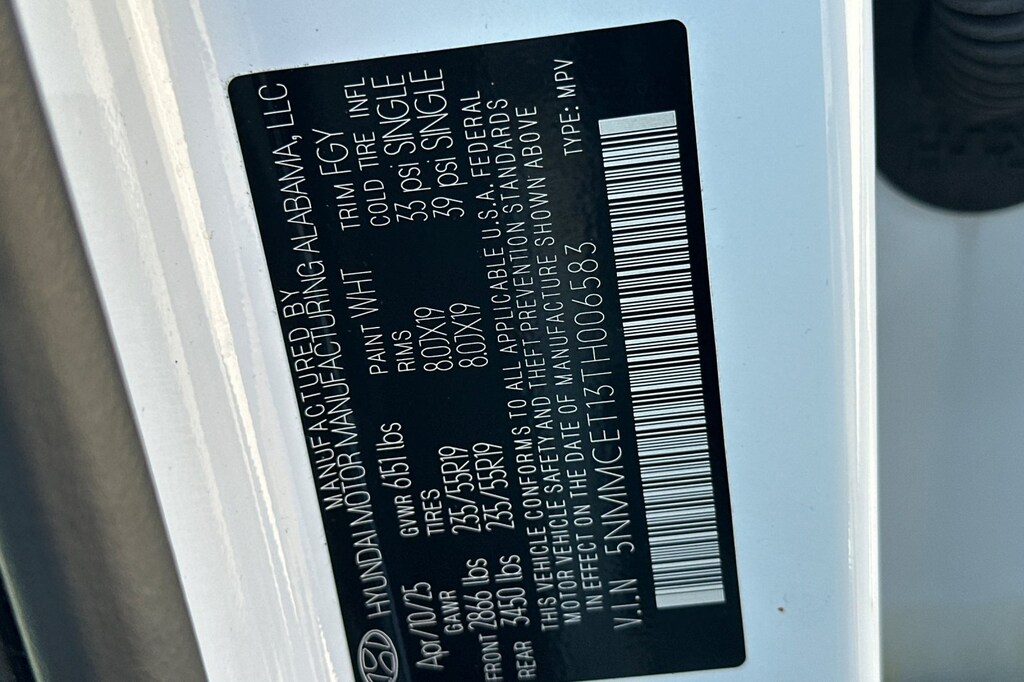 MANUFACTURED BY
HYUNDAI MOTOR MANUFACTURING ALABAMA, LLC
Apr/10/25 GVWR 6151 lbs PAINT WHT TRIM FGY
GAWR TIRES RIMS COLD TIRE INFL
FRONT 2866 lbs 235/55R19 8.0JX19 33 psi SINGLE
REAR 3450 lbs 235/55R19 8.0JX19 39 psi SINGLE
THIS VEHICLE CONFORMS TO ALL APPLICABLE U.S.A. FEDERAL
MOTOR VEHICLE SAFETY AND THEFT PREVENTION STANDARDS
IN EFFECT ON THE DATE OF MANUFACTURE SHOWN ABOVE
V.I.N 5NMMCET13TH006583 TYPE: MPV